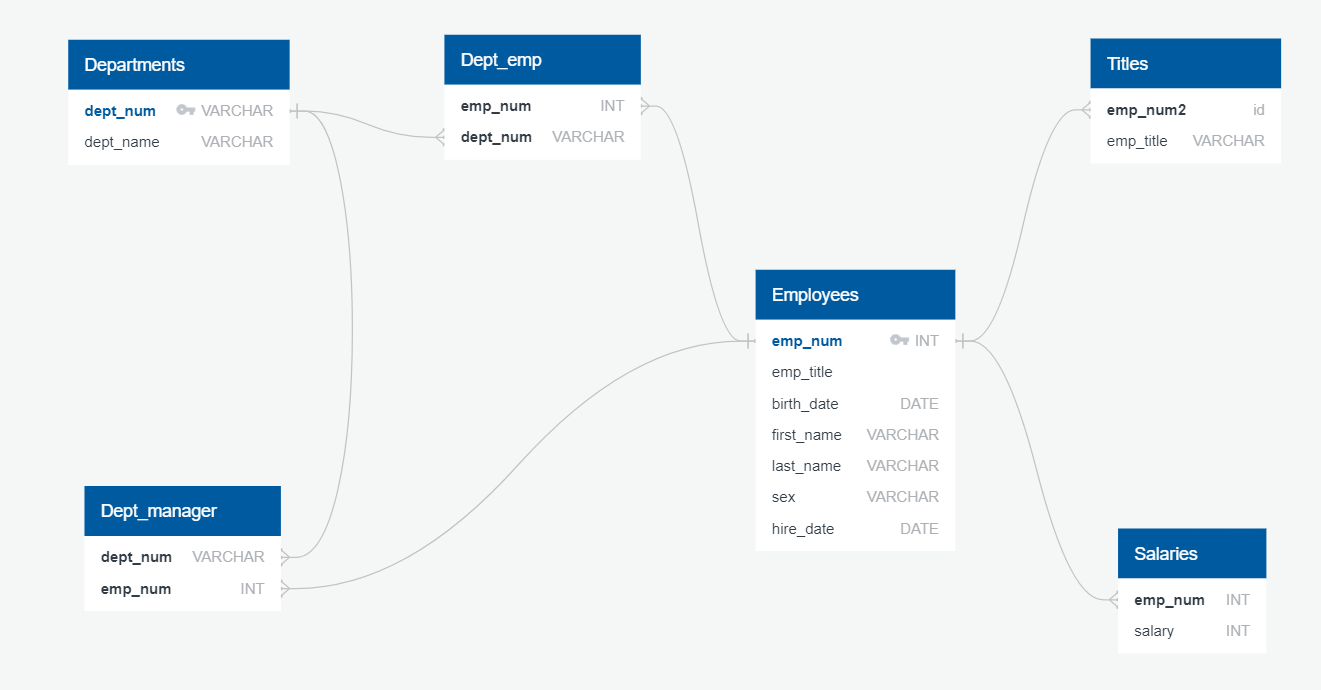 Departments
dept_num VARCHAR
dept_name VARCHAR
Dept_emp
emp_num INT
dept_num VARCHAR
Titles
emp_num2 id
emp_title VARCHAR
Employees
emp_num INT
emp_title
birth_date DATE
first_name VARCHAR
last_name VARCHAR
sex VARCHAR
hire_date DATE
Dept_manager
dept_num VARCHAR
emp_num INT
Salaries
emp_num INT
salary INT